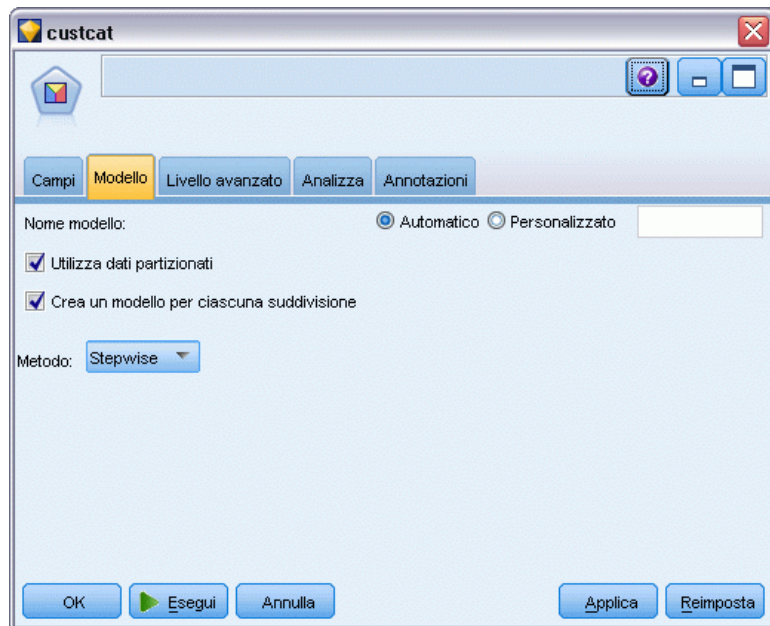 custcat
?
Campi Modello Livello avanzato Analizza Annotazioni
Nome modello: Automatico Personalizzato
Utilizza dati partizionati
Crea un modello per ciascuna suddivisione
Metodo: Stepwise
OK Esegui Annulla Applica Reimposta